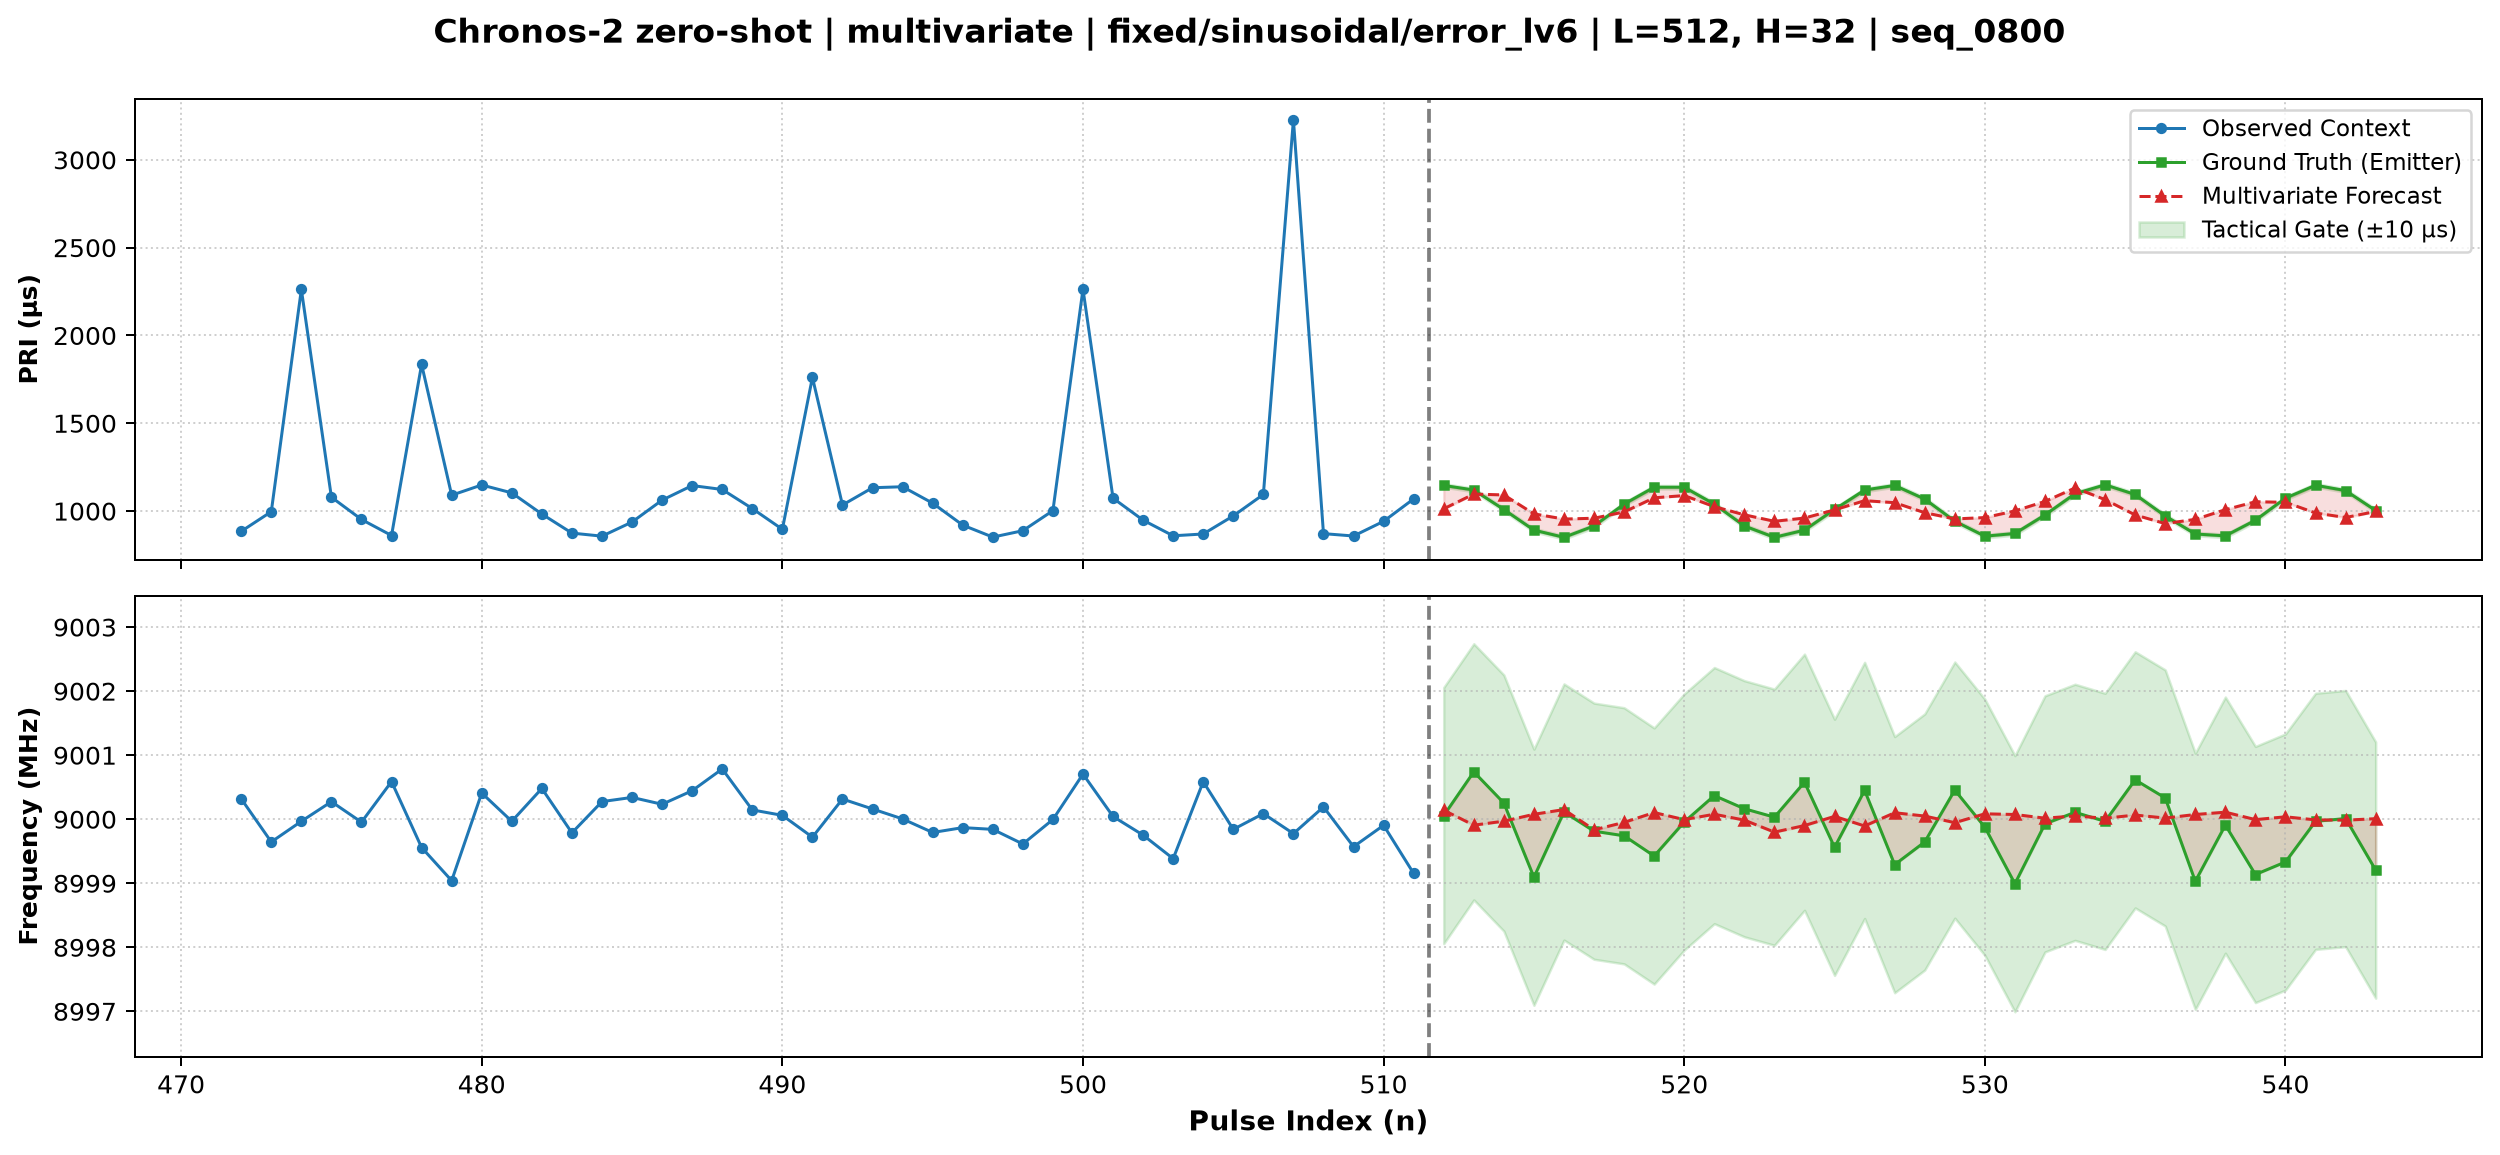 Chronos-2 zero-shot | multivariate | fixed/sinusoidal/error_lv6 | L=512, H=32 | seq_0800
PRI (µs)
3000
2500
2000
1500
1000
Observed Context
Ground Truth (Emitter)
Multivariate Forecast
Tactical Gate (±10 µs)
Frequency (MHz)
9003
9002
9001
9000
8999
8998
8997
470 480 490 500 510 520 530 540
Pulse Index (n)